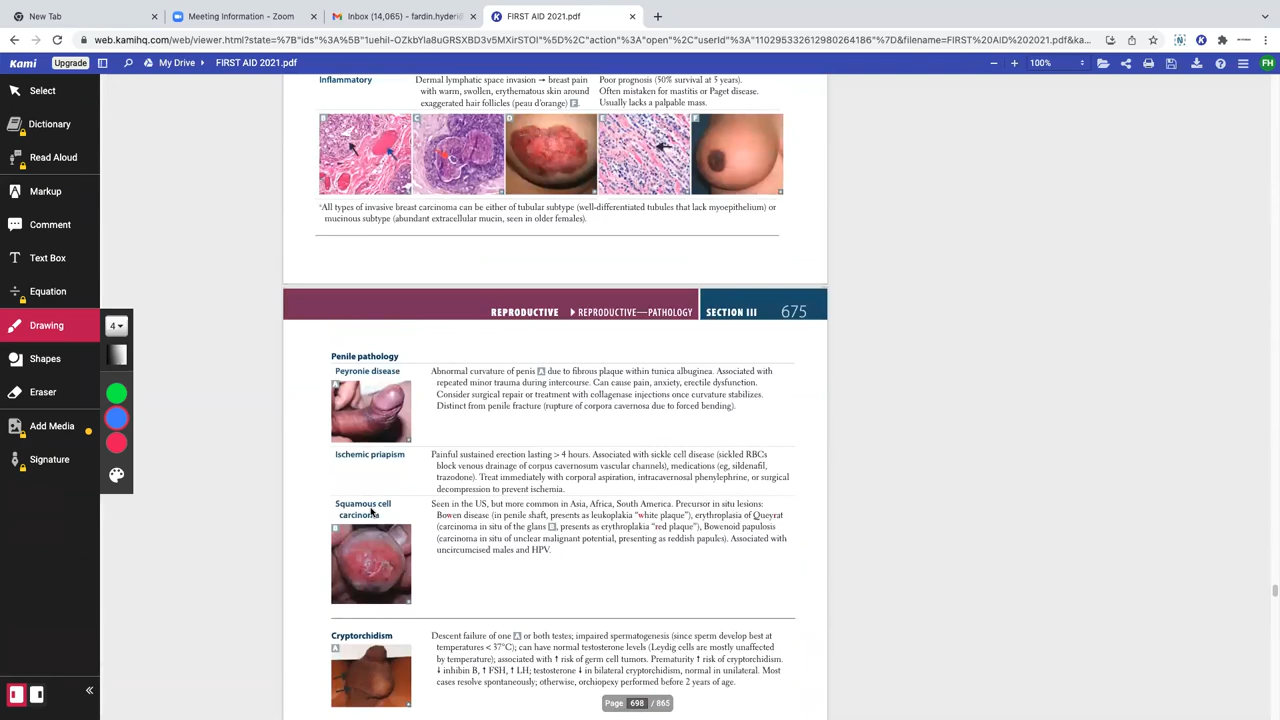 New Tab
Meeting Information - Zoom
Inbox (14,065) - fardin.hyderi@
FIRST AID 2021.pdf
web.kamihq.com/web/viewer.html?state=%7B"ids"%3A%5B"1uehiI-OZkbYla8uGRSXBD3v5MXirSTOI"%5D%2C"action"%3A"open"%2C"userId"%3A"110295332612980264186"%7D&filename=FIRST%20AID%202021.pdf&ka...
Kami
Upgrade
My Drive
FIRST AID 2021.pdf
100%
FH
Select
Dictionary
Read Aloud
Markup
Comment
Text Box
Equation
Drawing
4
Shapes
Eraser
Add Media
Signature
Inflammatory
Dermal lymphatic space invasion → breast pain
with warm, swollen, erythematous skin around
exaggerated hair follicles (peau d'orange) F.
Poor prognosis (50% survival at 5 years).
Often mistaken for mastitis or Paget disease.
Usually lacks a palpable mass.
B
C
D
E
F
All types of invasive breast carcinoma can be either of tubular subtype (well-differentiated tubules that lack myoepithelium) or
mucinous subtype (abundant extracellular mucin, seen in older females).
REPRODUCTIVE ▶ REPRODUCTIVE—PATHOLOGY SECTION III 675
Penile pathology
Peyronie disease
A
Abnormal curvature of penis A due to fibrous plaque within tunica albuginea. Associated with
repeated minor trauma during intercourse. Can cause pain, anxiety, erectile dysfunction.
Consider surgical repair or treatment with collagenase injections once curvature stabilizes.
Distinct from penile fracture (rupture of corpora cavernosa due to forced bending).
Ischemic priapism
Painful sustained erection lasting > 4 hours. Associated with sickle cell disease (sickled RBCs
block venous drainage of corpus cavernosum vascular channels), medications (eg, sildenafil,
trazodone). Treat immediately with corporal aspiration, intracavernosal phenylephrine, or surgical
decompression to prevent ischemia.
Squamous cell
carcinoma
B
Seen in the US, but more common in Asia, Africa, South America. Precursor in situ lesions:
Bowen disease (in penile shaft, presents as leukoplakia "white plaque"), erythroplasia of Queyrat
(carcinoma in situ of the glans B, presents as erythroplakia "red plaque"), Bowenoid papulosis
(carcinoma in situ of unclear malignant potential, presenting as reddish papules). Associated with
uncircumcised males and HPV.
Cryptorchidism
A
Descent failure of one A or both testes; impaired spermatogenesis (since sperm develop best at
temperatures < 37°C); can have normal testosterone levels (Leydig cells are mostly unaffected
by temperature); associated with ↑ risk of germ cell tumors. Prematurity ↑ risk of cryptorchidism.
↓ inhibin B, ↑ FSH, ↑ LH; testosterone ↓ in bilateral cryptorchidism, normal in unilateral. Most
cases resolve spontaneously; otherwise, orchiopexy performed before 2 years of age.
Page 698 / 865